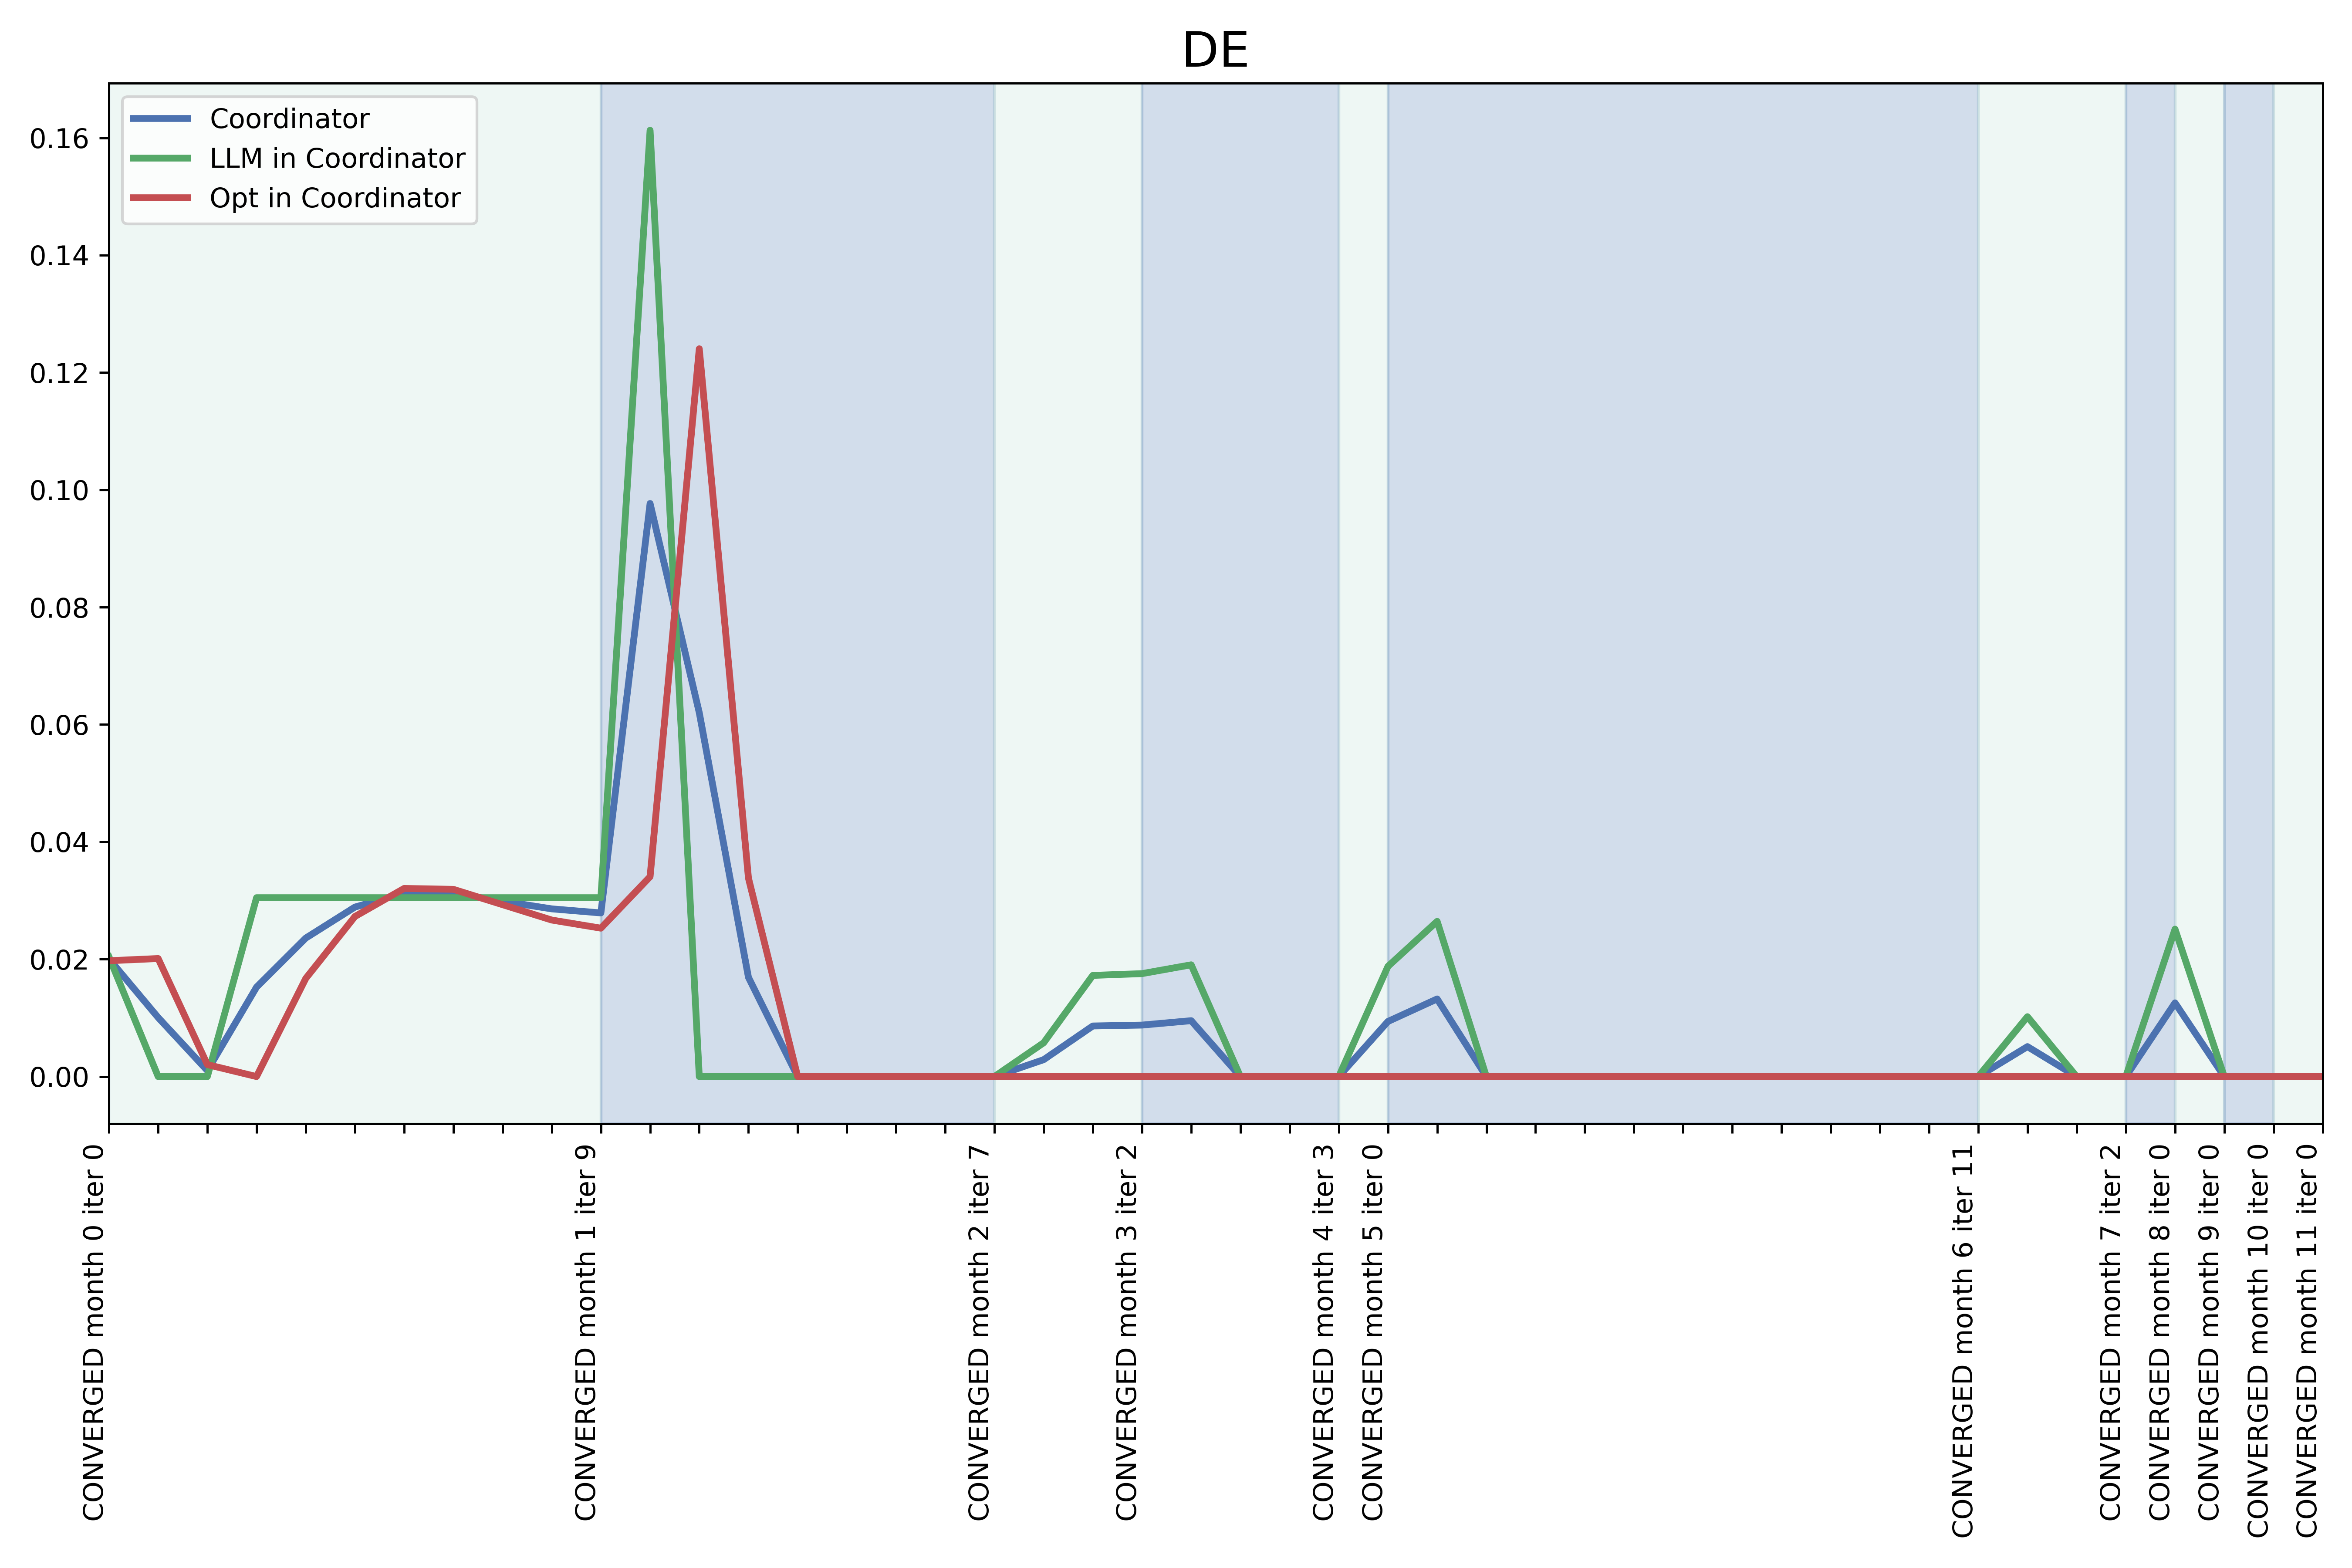 DE
Coordinator
LLM in Coordinator
Opt in Coordinator
0.16
0.14
0.12
0.10
0.08
0.06
0.04
0.02
0.00
CONVERGED month 0 iter 0
CONVERGED month 1 iter 9
CONVERGED month 2 iter 7
CONVERGED month 3 iter 2
CONVERGED month 4 iter 3
CONVERGED month 5 iter 0
CONVERGED month 6 iter 11
CONVERGED month 7 iter 2
CONVERGED month 8 iter 0
CONVERGED month 9 iter 0
CONVERGED month 10 iter 0
CONVERGED month 11 iter 0